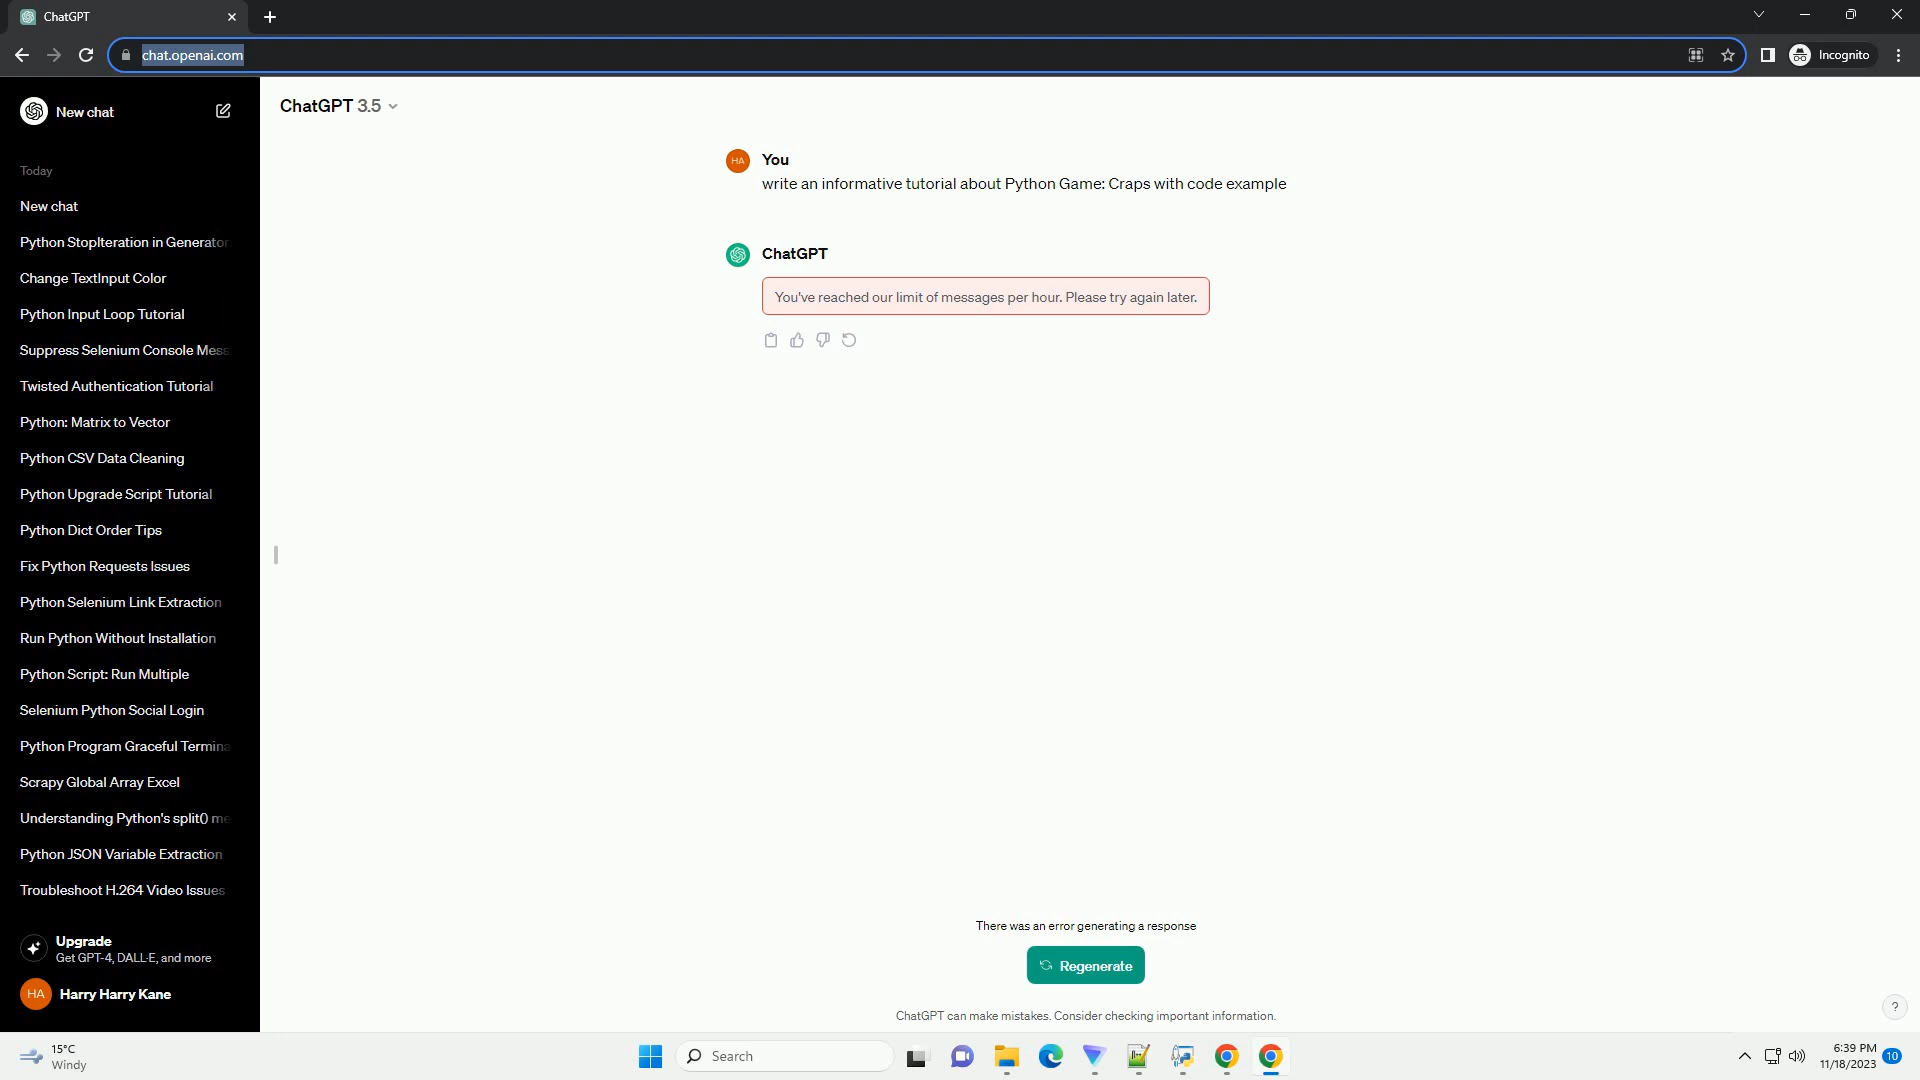 ChatGPT
chat.openai.com
Incognito
New chat
ChatGPT 3.5
Today
New chat
Python StopIteration in Generator
Change TextInput Color
Python Input Loop Tutorial
Suppress Selenium Console Mess
Twisted Authentication Tutorial
Python: Matrix to Vector
Python CSV Data Cleaning
Python Upgrade Script Tutorial
Python Dict Order Tips
Fix Python Requests Issues
Python Selenium Link Extraction
Run Python Without Installation
Python Script: Run Multiple
Selenium Python Social Login
Python Program Graceful Termina
Scrapy Global Array Excel
Understanding Python's split() me
Python JSON Variable Extraction
Troubleshoot H.264 Video Issues
Upgrade
Get GPT-4, DALL·E, and more
HA
Harry Harry Kane
HA
You
write an informative tutorial about Python Game: Craps with code example
ChatGPT
You've reached our limit of messages per hour. Please try again later.
There was an error generating a response
Regenerate
ChatGPT can make mistakes. Consider checking important information.
?
15°C
Windy
Search
6:39 PM
11/18/2023
10